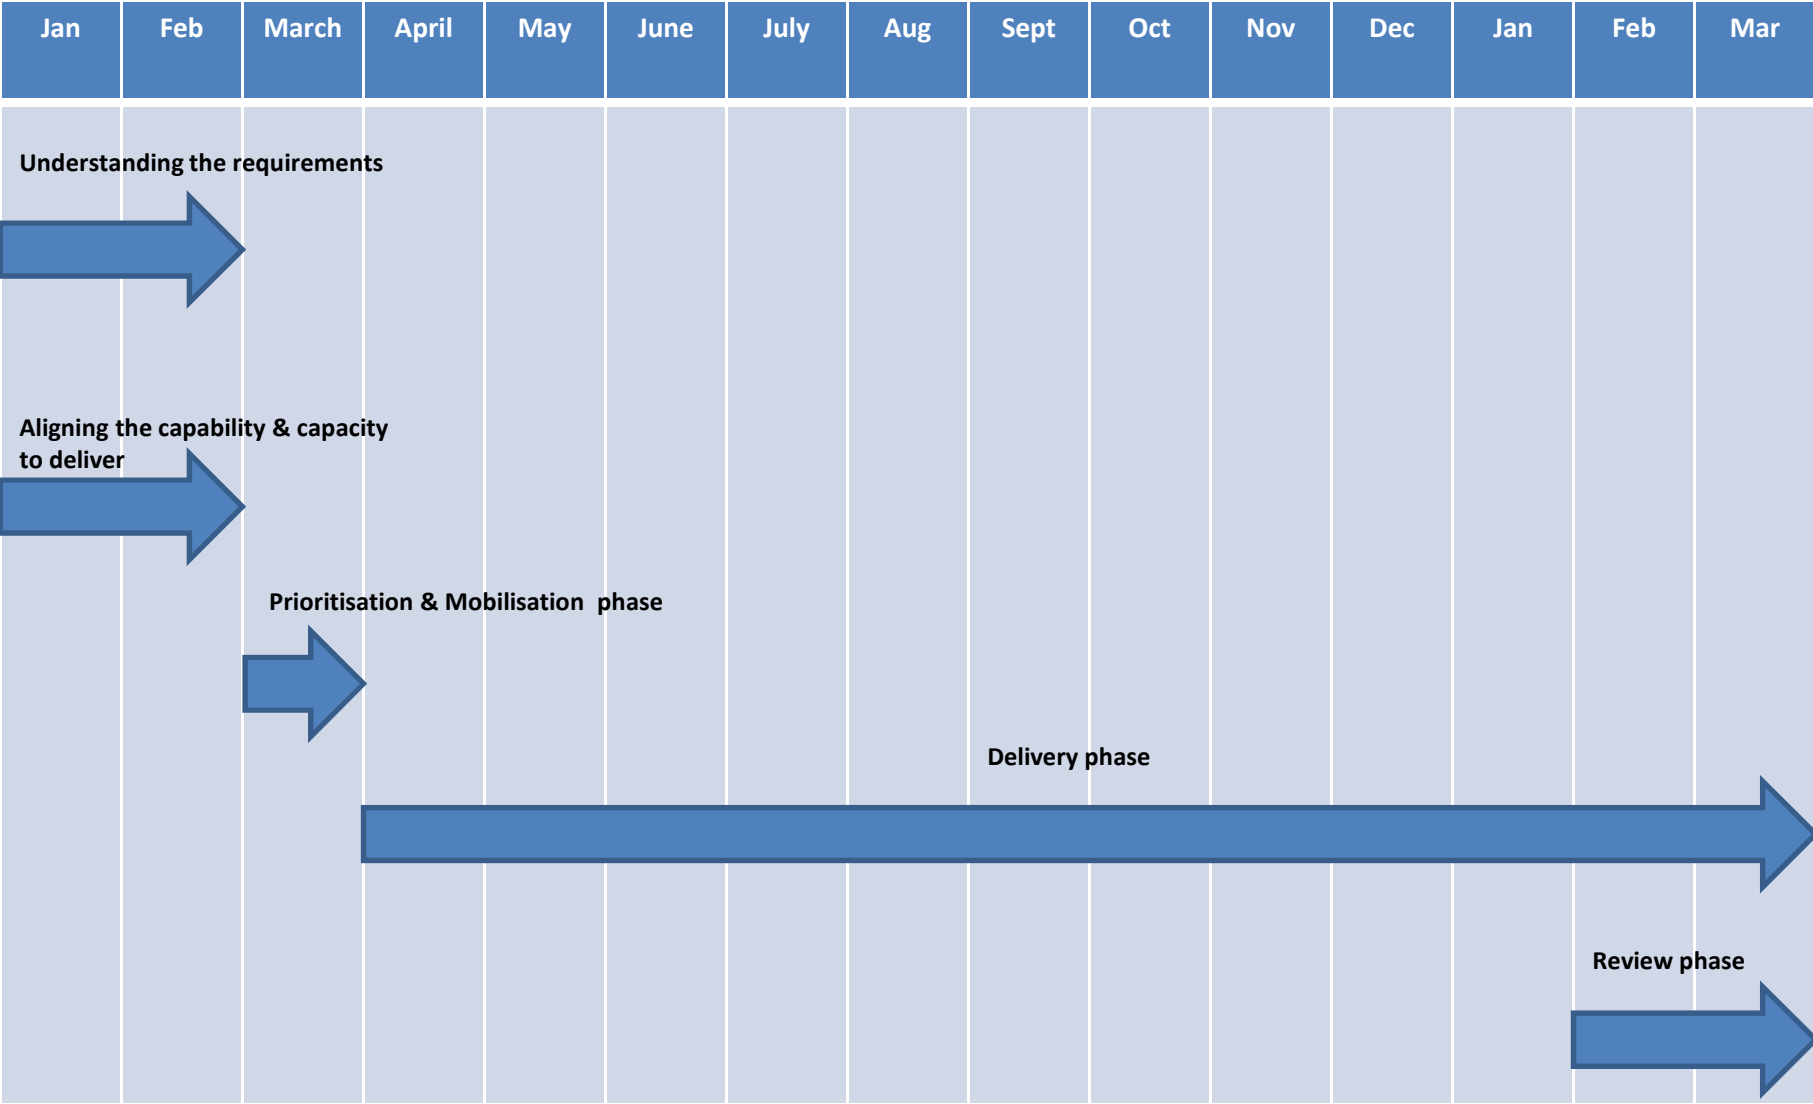 Jan Feb March April May June July Aug Sept Oct Nov Dec Jan Feb Mar
Understanding the requirements
Aligning the capability & capacity
to deliver
Prioritisation & Mobilisation  phase
Delivery phase
Review phase